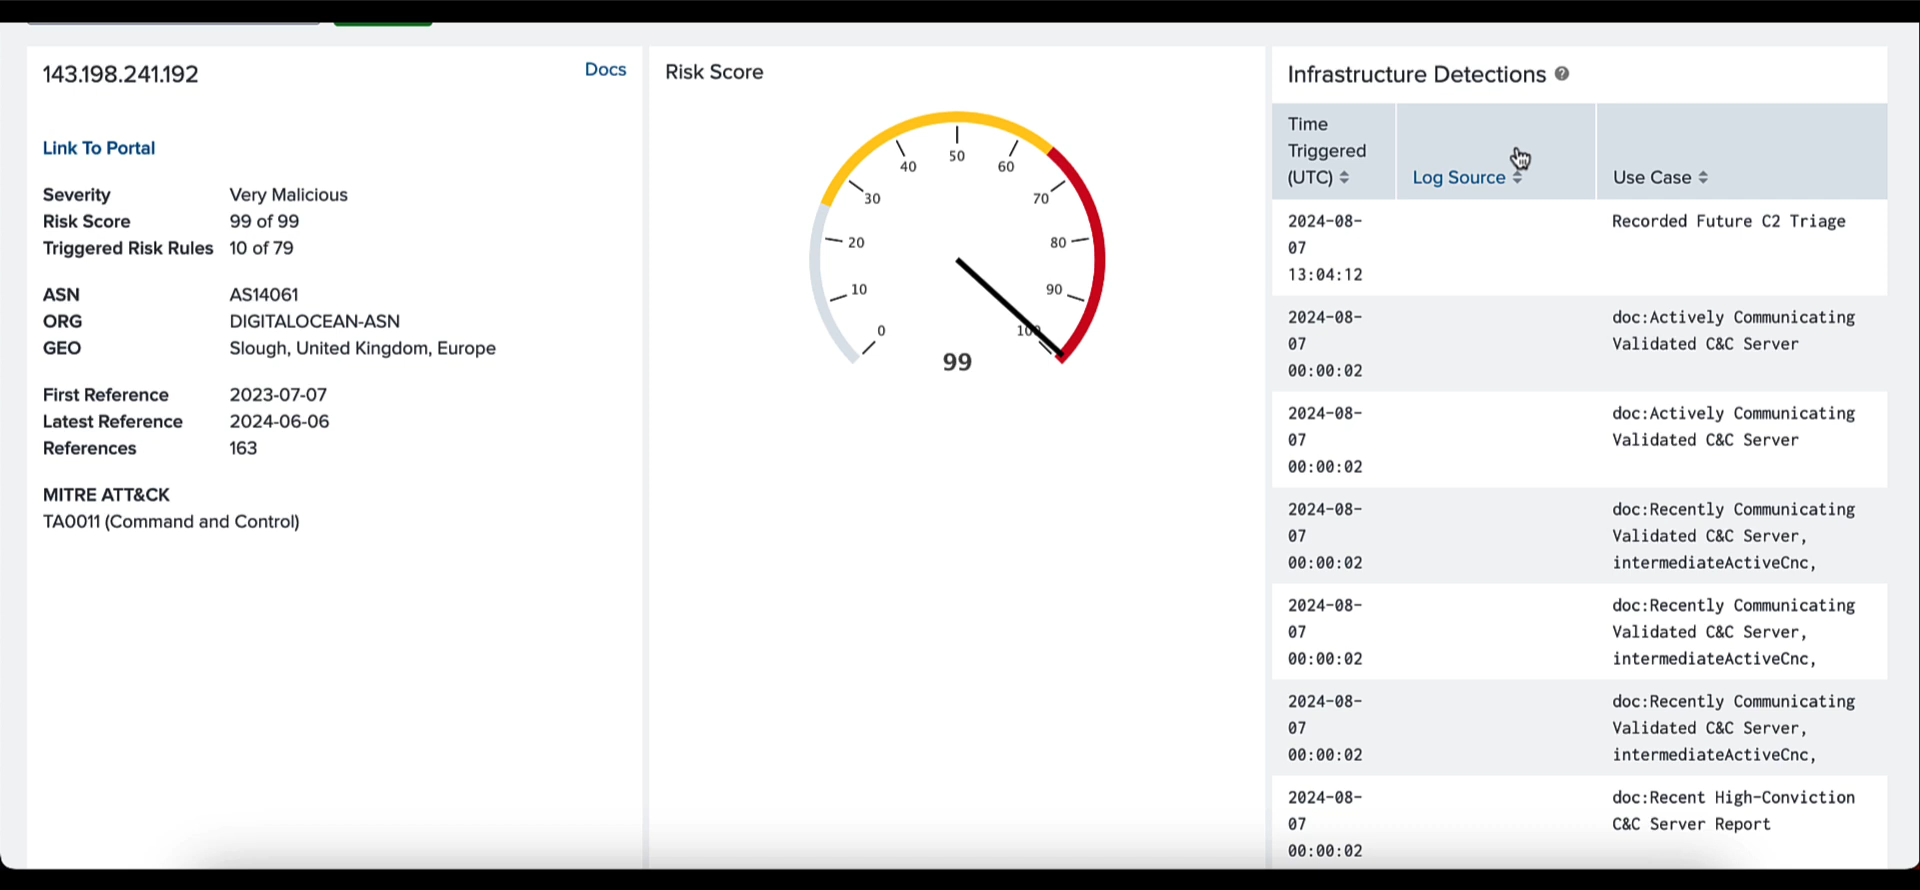 143.198.241.192
Docs
Link To Portal
Severity Very Malicious
Risk Score 99 of 99
Triggered Risk Rules 10 of 79
ASN AS14061
ORG DIGITALOCEAN-ASN
GEO Slough, United Kingdom, Europe
First Reference 2023-07-07
Latest Reference 2024-06-06
References 163
MITRE ATT&CK
TA0011 (Command and Control)
Risk Score
0
10
20
30
40
50
60
70
80
90
100
99
Infrastructure Detections
Time
Triggered
(UTC)
Log Source
Use Case
2024-08-
07
13:04:12
Recorded Future C2 Triage
2024-08-
07
00:00:02
doc:Actively Communicating
Validated C&C Server
2024-08-
07
00:00:02
doc:Actively Communicating
Validated C&C Server
2024-08-
07
00:00:02
doc:Recently Communicating
Validated C&C Server,
intermediateActiveCnc,
2024-08-
07
00:00:02
doc:Recently Communicating
Validated C&C Server,
intermediateActiveCnc,
2024-08-
07
00:00:02
doc:Recently Communicating
Validated C&C Server,
intermediateActiveCnc,
2024-08-
07
00:00:02
doc:Recent High-Conviction
C&C Server Report